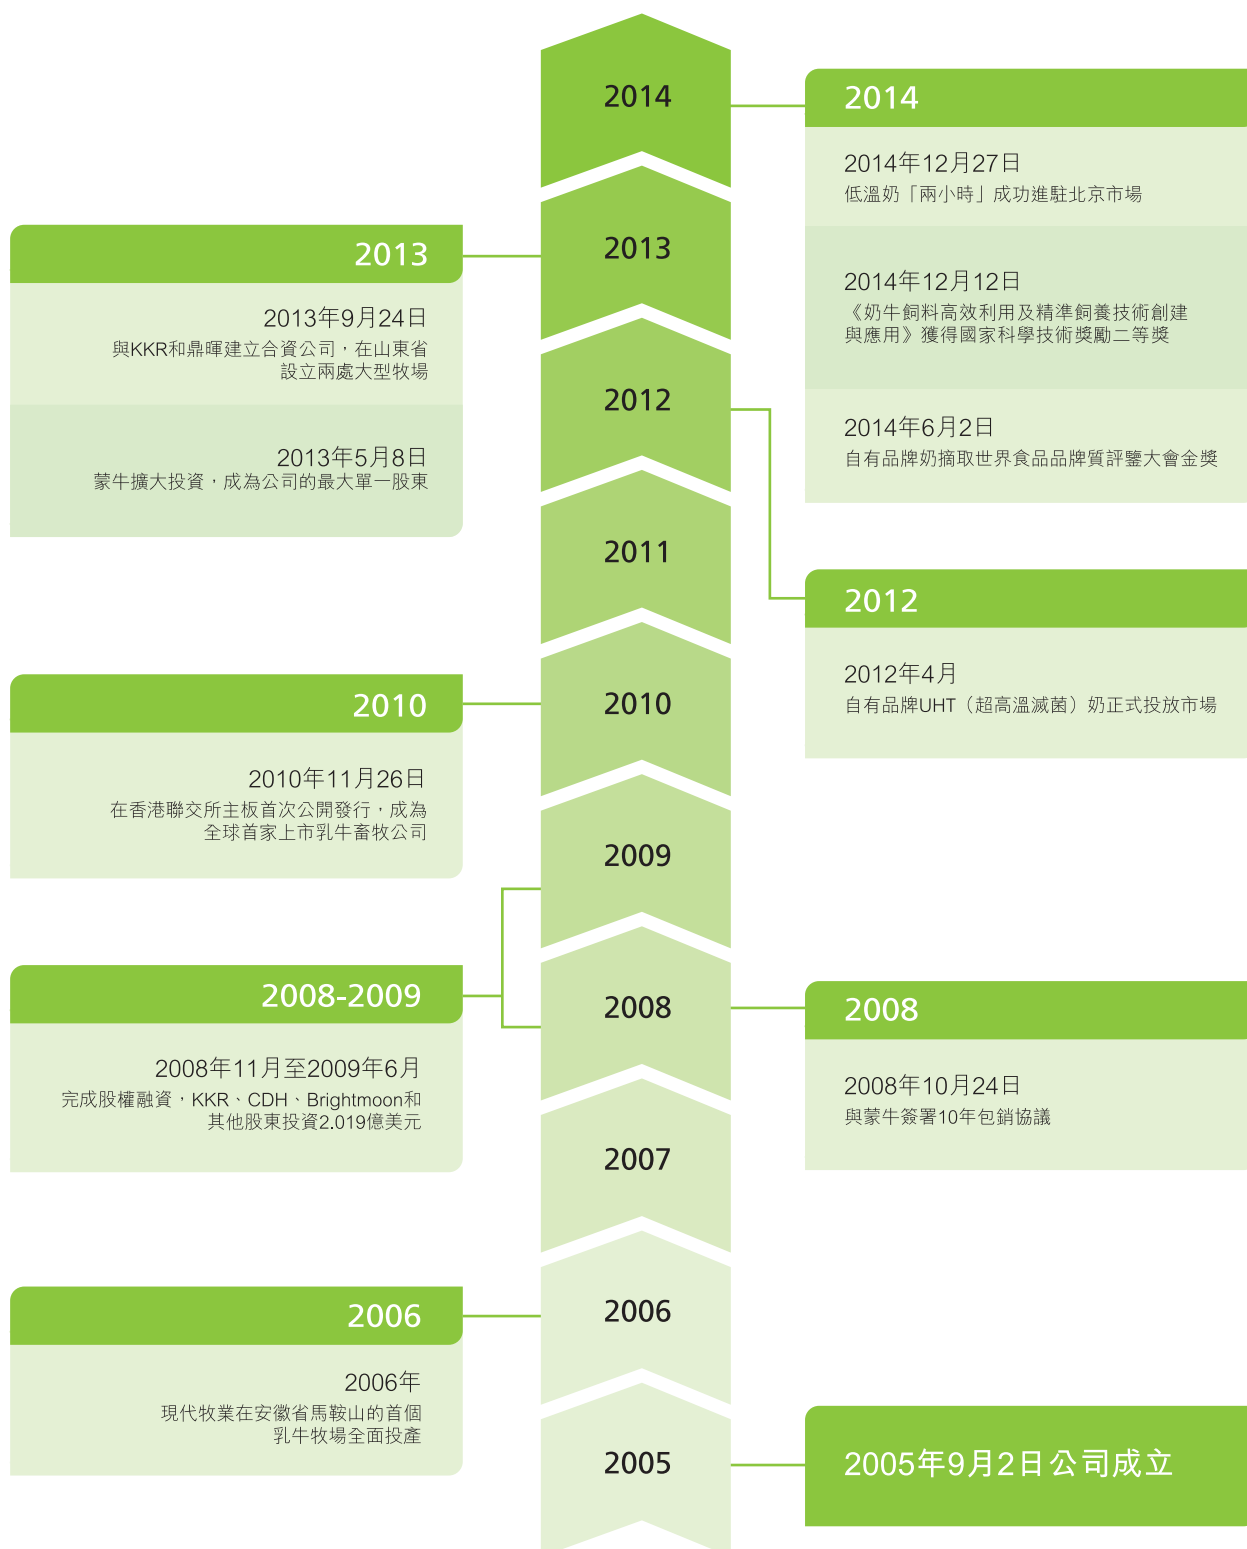 2014
2013
2012
2011
2010
2009
2008
2007
2006
2005
2014
2014年12月27日
低溫奶「兩小時」成功進駐北京市場
2014年12月12日
《奶牛飼料高效利用及精準飼養技術創建
與應用》獲得國家科學技術獎勵二等獎
2014年6月2日
自有品牌奶摘取世界食品品牌質評鑒大會金獎
2013
2013年9月24日
與KKR和鼎暉建立合資公司，在山東省
設立兩處大型牧場
2013年5月8日
蒙牛擴大投資，成為公司的最大單一股東
2012
2012年4月
自有品牌UHT（超高溫滅菌）奶正式投放市場
2010
2010年11月26日
在香港聯交所主板首次公開發行，成為
全球首家上市乳牛畜牧公司
2008-2009
2008年11月至2009年6月
完成股權融資，KKR、CDH、Brightmoon和
其他股東投資2.019億美元
2008
2008年10月24日
與蒙牛簽署10年包銷協議
2006
2006年
現代牧業在安徽省馬鞍山的首個
乳牛牧場全面投產
2005年9月2日公司成立